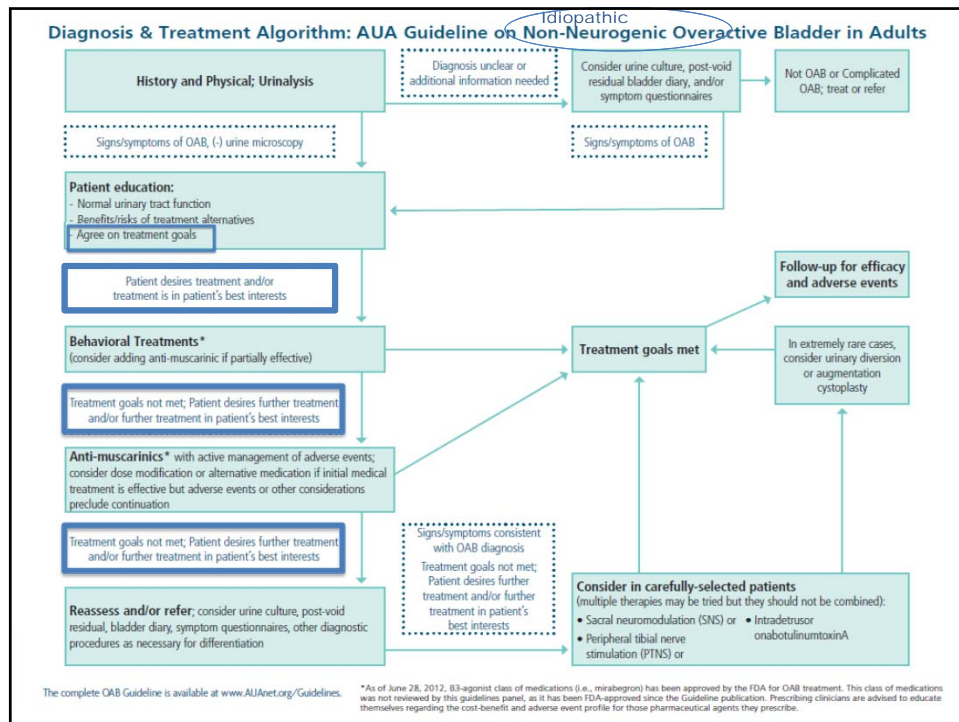 Idiopathic
Diagnosis & Treatment Algorithm: AUA Guideline on Non-Neurogenic Overactive Bladder in Adults
History and Physical; Urinalysis
Diagnosis unclear or
additional information needed
Consider urine culture, post-void
residual bladder diary, and/or
symptom questionnaires
Not OAB or Complicated
OAB; treat or refer
Signs/symptoms of OAB, (-) urine microscopy
Signs/symptoms of OAB
Patient education:
- Normal urinary tract function
- Benefits/risks of treatment alternatives
- Agree on treatment goals
Patient desires treatment and/or
treatment is in patient's best interests
Follow-up for efficacy
and adverse events
Behavioral Treatments*
(consider adding anti-muscarinic if partially effective)
Treatment goals met
In extremely rare cases,
consider urinary diversion
or augmentation
cystoplasty
Treatment goals not met; Patient desires further treatment
and/or further treatment in patient's best interests
Anti-muscarinics* with active management of adverse events;
consider dose modification or alternative medication if initial medical
treatment is effective but adverse events or other considerations
preclude continuation
Treatment goals not met; Patient desires further treatment
and/or further treatment in patient's best interests
Signs/symptoms consistent
with OAB diagnosis
Treatment goals not met;
Patient desires further
treatment and/or further
treatment in patient's
best interests
Reassess and/or refer; consider urine culture, post-void
residual, bladder diary, symptom questionnaires, other diagnostic
procedures as necessary for differentiation
Consider in carefully-selected patients
(multiple therapies may be tried but they should not be combined):
• Sacral neuromodulation (SNS) or
• Peripheral tibial nerve
stimulation (PTNS) or
• Intradetrusor
onabotulinumtoxinA
The complete OAB Guideline is available at www.AUAnet.org/Guidelines.
*As of June 28, 2012, B3-agonist class of medications (i.e., mirabegron) has been approved by the FDA for OAB treatment. This class of medications
was not reviewed by this guidelines panel, as it has been FDA-approved since the Guideline publication. Prescribing clinicians are advised to educate
themselves regarding the cost-benefit and adverse event profile for those pharmaceutical agents they prescribe.